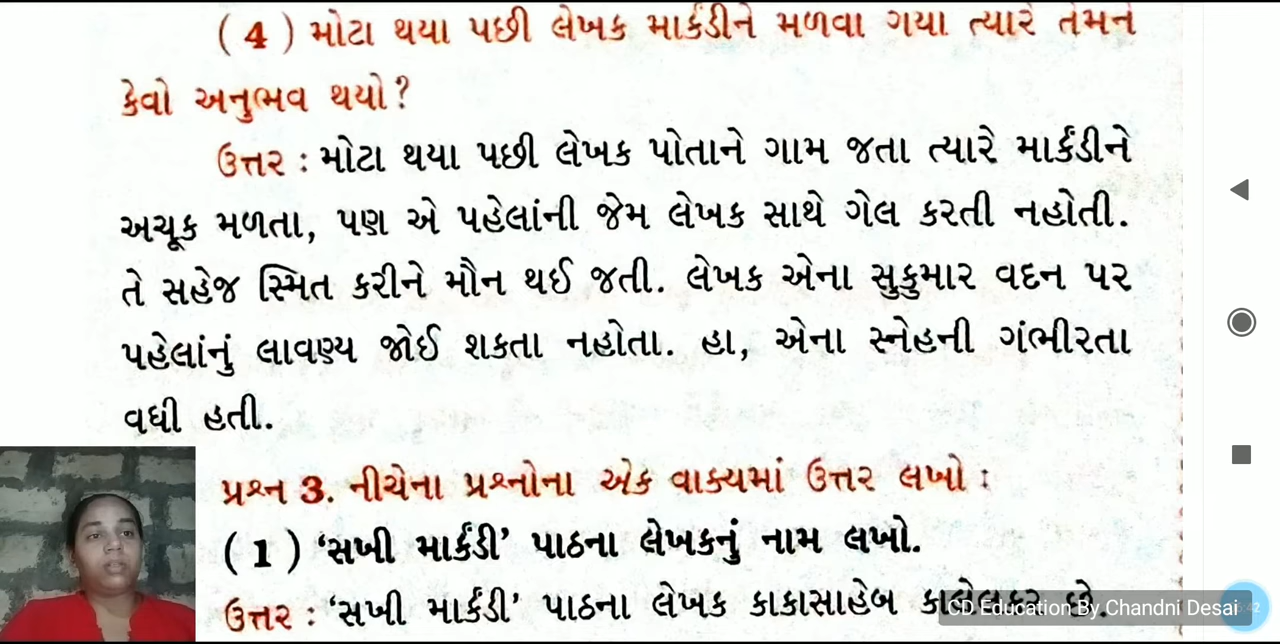 ( 4 ) મોટા થયા પછી લેખક માર્કંડીને મળવા ગયા ત્યારે તેમને
કેવો અનુભવ થયો?
ઉત્તર : મોટા થયા પછી લેખક પોતાને ગામ જતા ત્યારે માર્કંડીને
અચૂક મળતા, પણ એ પહેલાંની જેમ લેખક સાથે ગેલ કરતી નહોતી.
તે સહેજ સ્મિત કરીને મૌન થઈ જતી. લેખક એના સુકુમાર વદન પર
પહેલાંનું લાવણ્ય જોઈ શકતા નહોતા. હા, એના સ્નેહની ગંભીરતા
વધી હતી.
પ્રશ્ન 3. નીચેના પ્રશ્નોના એક વાક્યમાં ઉત્તર લખો :
( 1 ) ‘સખી માર્કંડી’ પાઠના લેખકનું નામ લખો.
ઉત્તર : ‘સખી માર્કંડી’ પાઠના લેખક કાકાસાહેબ કાલેલકર છે.
CD Education By Chandni Desai